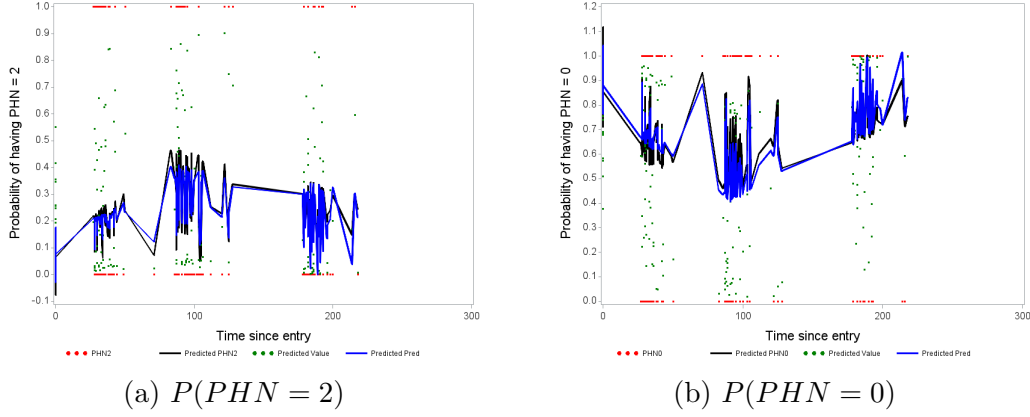 Probability of having PHN = 2
1.0
0.9
0.8
0.7
0.6
0.5
0.4
0.3
0.2
0.1
0.0
-0.1
0 100 200 300
Time since entry
PHN2 Predicted PHN2 Predicted Value Predicted Pred
(a) P(PHN = 2)
Probability of having PHN = 0
1.2
1.1
1.0
0.9
0.8
0.7
0.6
0.5
0.4
0.3
0.2
0.1
0.0
0 100 200 300
Time since entry
PHN0 Predicted PHN0 Predicted Value Predicted Pred
(b) P(PHN = 0)